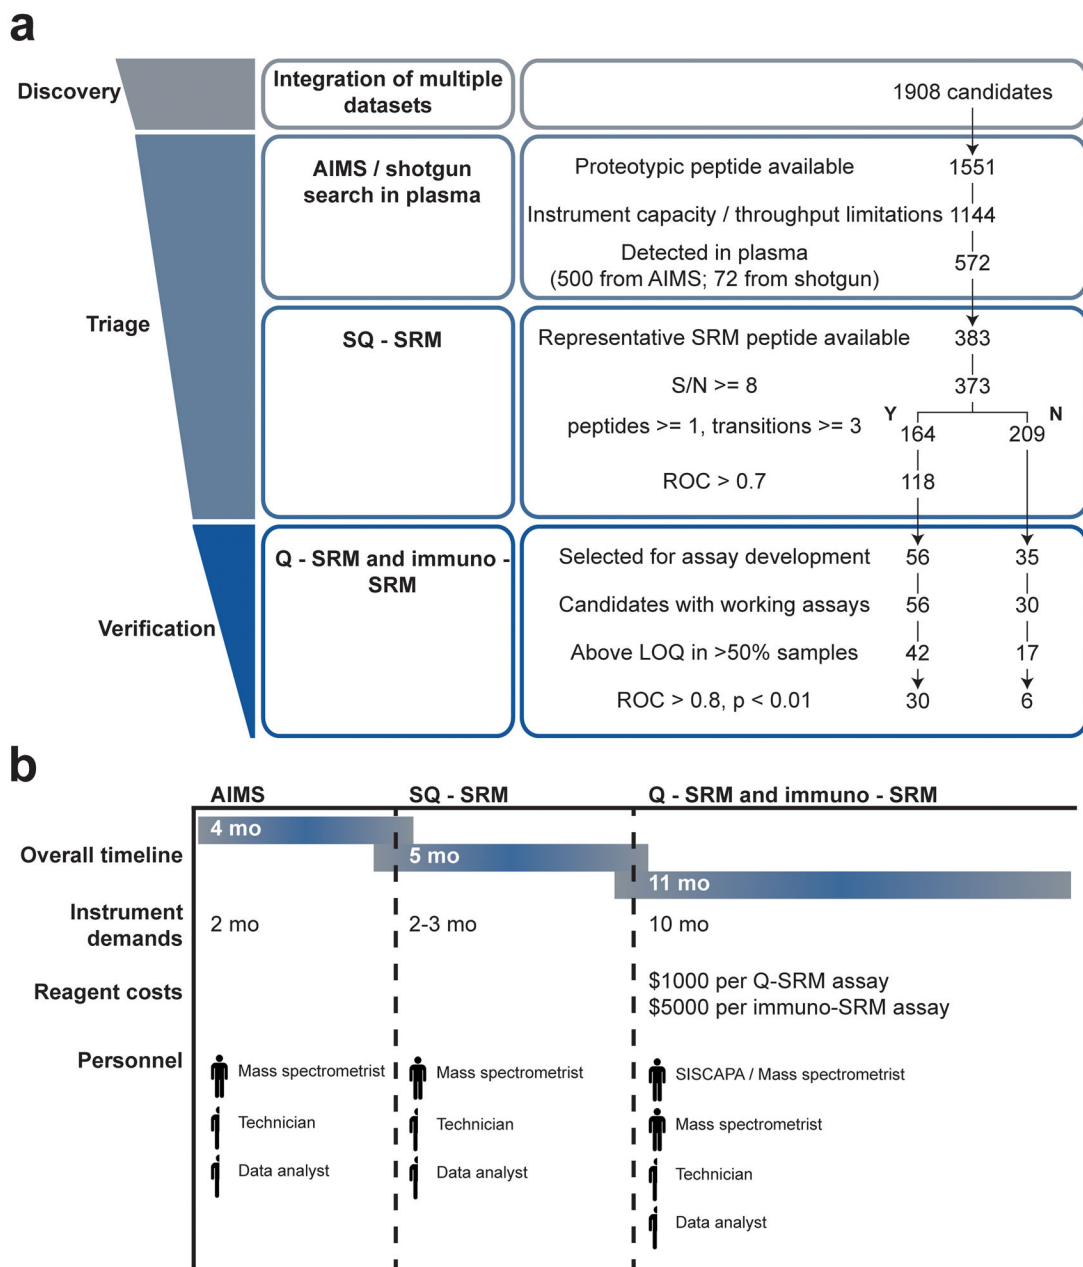 a
Discovery
Integration of multiple
datasets
1908 candidates
Triage
AIMS / shotgun
search in plasma
Proteotypic peptide available 1551
Instrument capacity / throughput limitations 1144
Detected in plasma
(500 from AIMS; 72 from shotgun)
572
SQ - SRM
Representative SRM peptide available 383
S/N >= 8 373
Y N
peptides >= 1, transitions >= 3 164 209
ROC > 0.7 118
Verification
Q - SRM and immuno -
SRM
Selected for assay development 56 35
Candidates with working assays 56 30
Above LOQ in >50% samples 42 17
ROC > 0.8, p < 0.01 30 6
b
AIMS SQ - SRM Q - SRM and immuno - SRM
Overall timeline
4 mo
5 mo
11 mo
Instrument
demands
2 mo 2-3 mo 10 mo
Reagent costs
$1000 per Q-SRM assay
$5000 per immuno-SRM assay
Personnel
Mass spectrometrist
Technician
Data analyst
Mass spectrometrist
Technician
Data analyst
SISCAPA / Mass spectrometrist
Mass spectrometrist
Technician
Data analyst